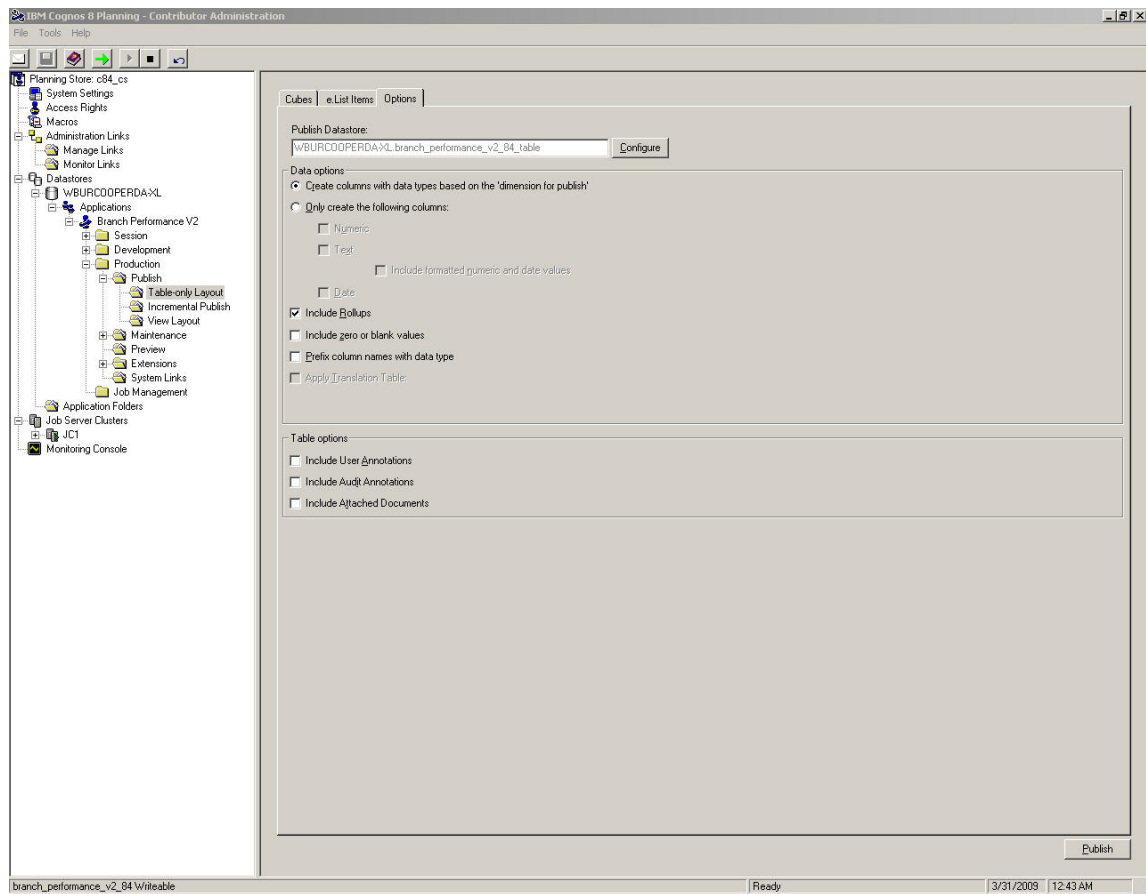 IBM Cognos 8 Planning - Contributor Administration
File Tools Help
Planning Store: c84_cs
System Settings
Access Rights
Macros
Administration Links
Manage Links
Monitor Links
Datastores
WBURCOOPERDA-XL
Applications
Branch Performance V2
Session
Development
Production
Publish
Table-only Layout
Incremental Publish
View Layout
Maintenance
Preview
Extensions
System Links
Job Management
Application Folders
Job Server Clusters
JC1
Monitoring Console
Cubes e.List Items Options
Publish Datastore:
WBURCOOPERDA-XL.branch_performance_v2_84_table Configure
Data options
Create columns with data types based on the 'dimension for publish'
Only create the following columns:
Numeric
Text
Include formatted numeric and date values
Date
Include Rollups
Include zero or blank values
Prefix column names with data type
Apply Translation Table:
Table options
Include User Annotations
Include Audit Annotations
Include Attached Documents
Publish
branch_performance_v2_84 Writeable Ready 3/31/2009 12:43 AM